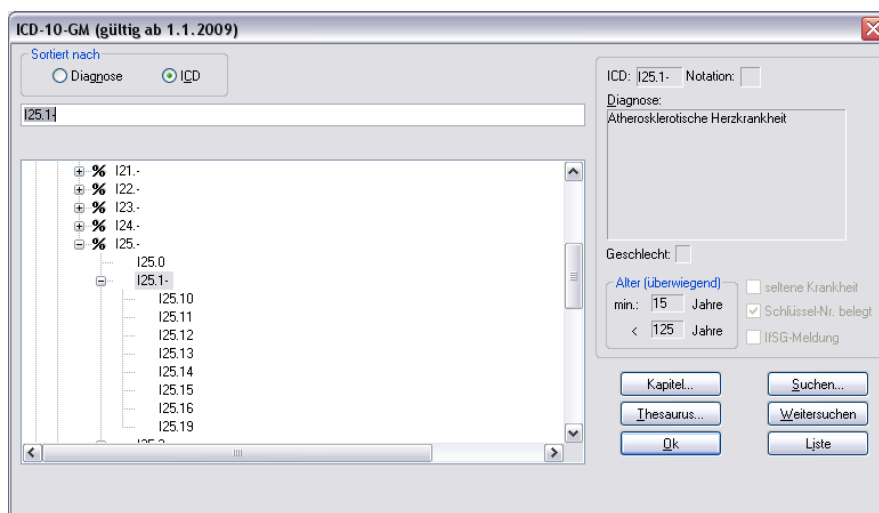 ICD-10-GM (gültig ab 1.1.2009)
Sortiert nach
Diagnose ICD
I25.1-
% I21.-
% I22.-
% I23.-
% I24.-
% I25.-
I25.0
I25.1-
I25.10
I25.11
I25.12
I25.13
I25.14
I25.15
I25.16
I25.19
ICD: I25.1- Notation:
Diagnose:
Atherosklerotische Herzkrankheit
Geschlecht:
Alter (überwiegend)
min.: 15 Jahre
< 125 Jahre
seltene Krankheit
Schlüssel-Nr. belegt
IfSG-Meldung
Kapitel... Suchen...
Thesaurus... Weitersuchen
Ok Liste